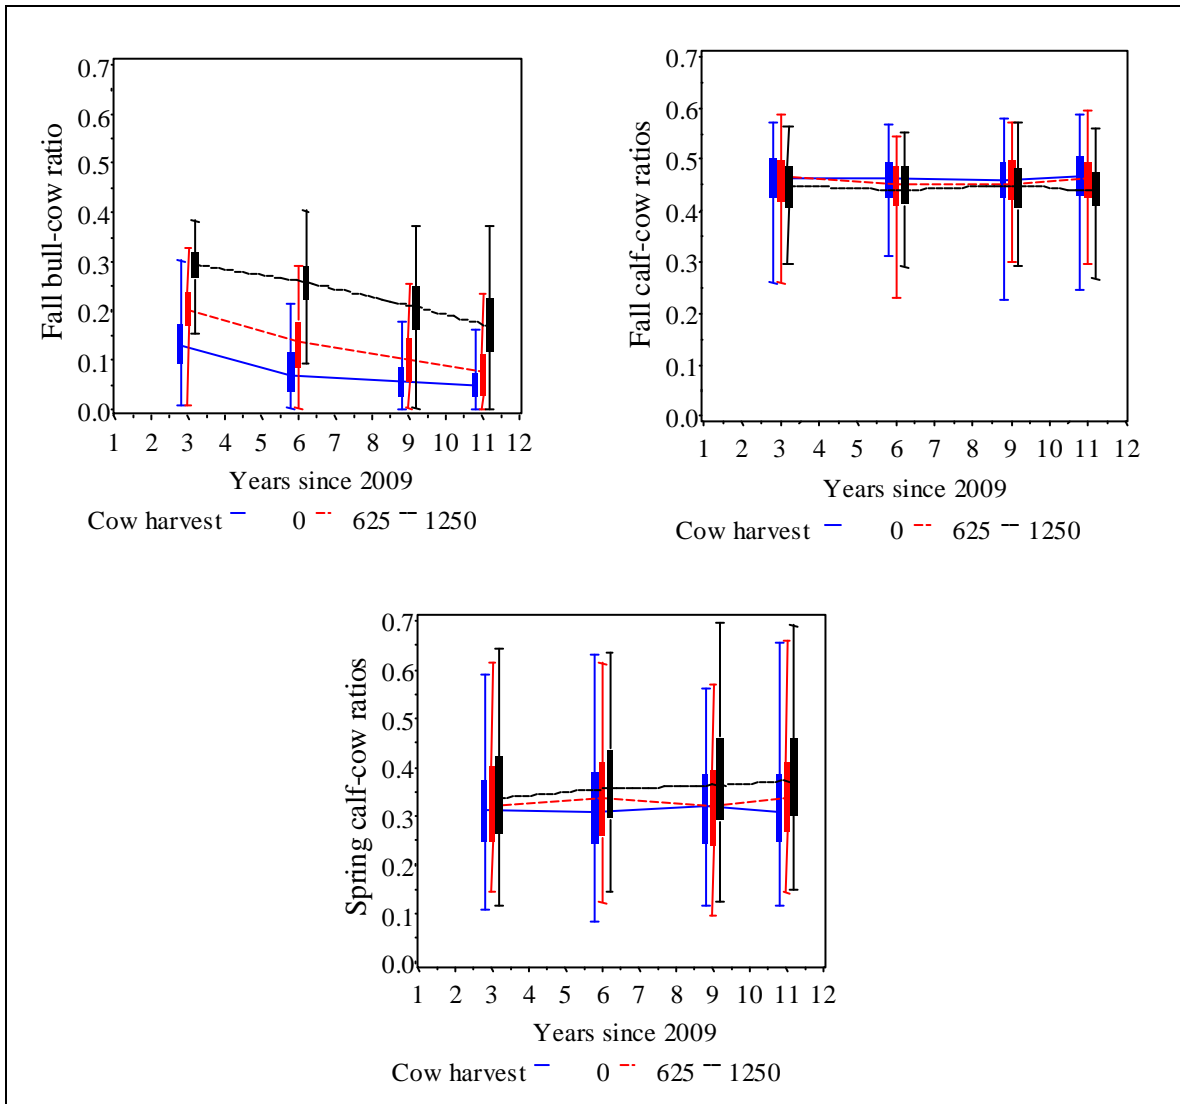 Fall bull-cow ratio
0.7
0.6
0.5
0.4
0.3
0.2
0.1
0.0
1 2 3 4 5 6 7 8 9 10 11 12
Years since 2009
Cow harvest 0 625 1250
Fall calf-cow ratios
0.7
0.6
0.5
0.4
0.3
0.2
0.1
0.0
1 2 3 4 5 6 7 8 9 10 11 12
Years since 2009
Cow harvest 0 625 1250
Spring calf-cow ratios
0.7
0.6
0.5
0.4
0.3
0.2
0.1
0.0
1 2 3 4 5 6 7 8 9 10 11 12
Years since 2009
Cow harvest 0 625 1250